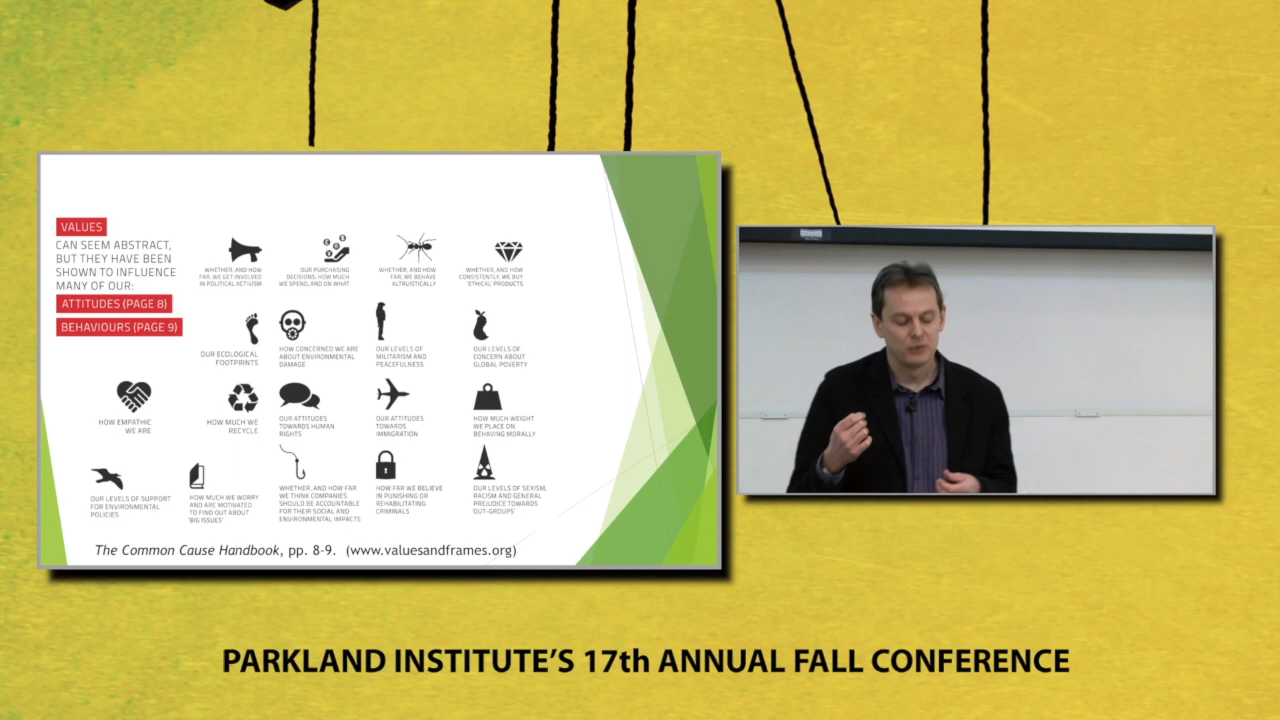 VALUES
CAN SEEM ABSTRACT,
BUT THEY HAVE BEEN
SHOWN TO INFLUENCE
MANY OF OUR:
ATTITUDES (PAGE 8)
BEHAVIOURS (PAGE 9)
WHETHER, AND HOW
FAR, WE GET INVOLVED
IN POLITICAL ACTIVISM
OUR PURCHASING
DECISIONS, HOW MUCH
WE SPEND, AND ON WHAT
WHETHER, AND HOW
FAR, WE BEHAVE
ALTRUISTICALLY
WHETHER, AND HOW
CONSISTENTLY, WE BUY
'ETHICAL' PRODUCTS
OUR ECOLOGICAL
FOOTPRINTS
HOW CONCERNED WE ARE
ABOUT ENVIRONMENTAL
DAMAGE
OUR LEVELS OF
MILITARISM AND
PEACEFULNESS
OUR LEVELS OF
CONCERN ABOUT
GLOBAL POVERTY
HOW EMPATHIC
WE ARE
HOW MUCH WE
RECYCLE
OUR ATTITUDES
TOWARDS HUMAN
RIGHTS
OUR ATTITUDES
TOWARDS
IMMIGRATION
HOW MUCH WEIGHT
WE PLACE ON
BEHAVING MORALLY
OUR LEVELS OF SUPPORT
FOR ENVIRONMENTAL
POLICIES
HOW MUCH WE WORRY
AND ARE MOTIVATED
TO FIND OUT ABOUT
'BIG ISSUES'
WHETHER, AND HOW FAR
WE THINK COMPANIES
SHOULD BE ACCOUNTABLE
FOR THEIR SOCIAL AND
ENVIRONMENTAL IMPACTS
HOW FAR WE BELIEVE
IN PUNISHING OR
REHABILITATING
CRIMINALS
OUR LEVELS OF SEXISM,
RACISM AND GENERAL
PREJUDICE TOWARDS
'OUT-GROUPS'
The Common Cause Handbook, pp. 8-9. (www.valuesandframes.org)
PARKLAND INSTITUTE'S 17th ANNUAL FALL CONFERENCE